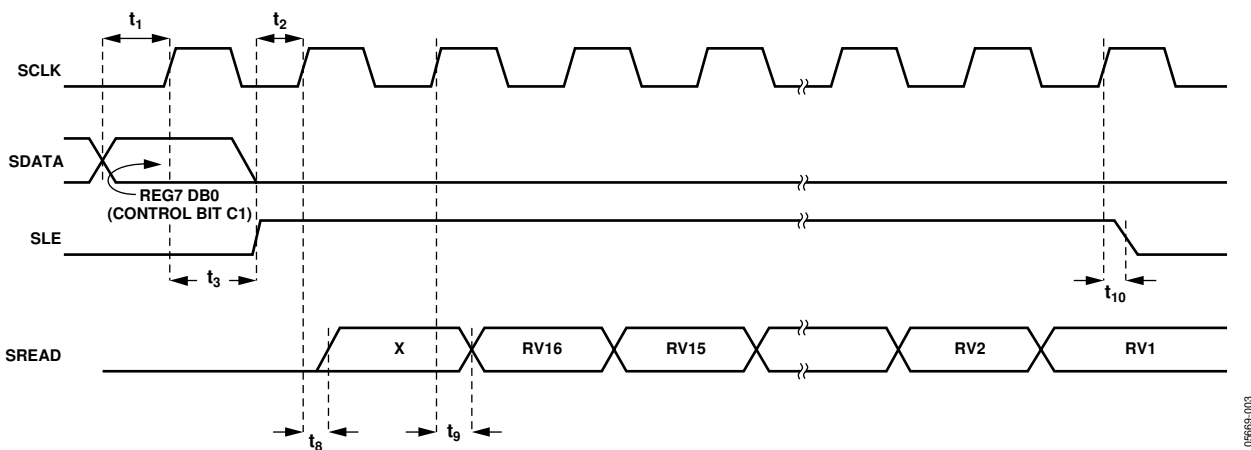 t1
t2
SCLK
SDATA
REG7 DB0
(CONTROL BIT C1)
SLE
t3
t10
SREAD
X
RV16
RV15
RV2
RV1
t8
t9
05669-003